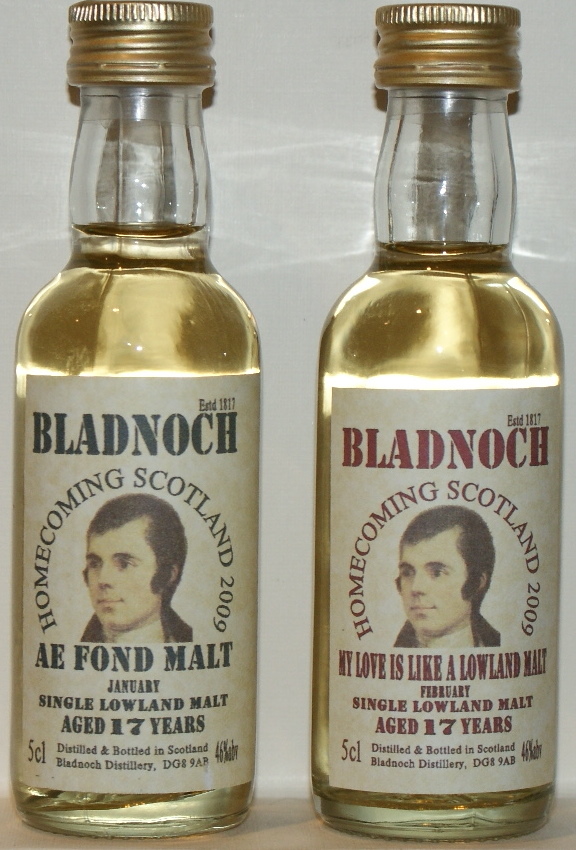 Estd 1817
BLADNOCH
HOMECOMING SCOTLAND 2009
AE FOND MALT
JANUARY
SINGLE LOWLAND MALT
AGED 17 YEARS
5cl Distilled & Bottled in Scotland 46%abv
Bladnoch Distillery, DG8 9AB
Estd 1817
BLADNOCH
HOMECOMING SCOTLAND 2009
MY LOVE IS LIKE A LOWLAND MALT
FEBRUARY
SINGLE LOWLAND MALT
AGED 17 YEARS
5cl Distilled & Bottled in Scotland 46%abv
Bladnoch Distillery, DG8 9AB